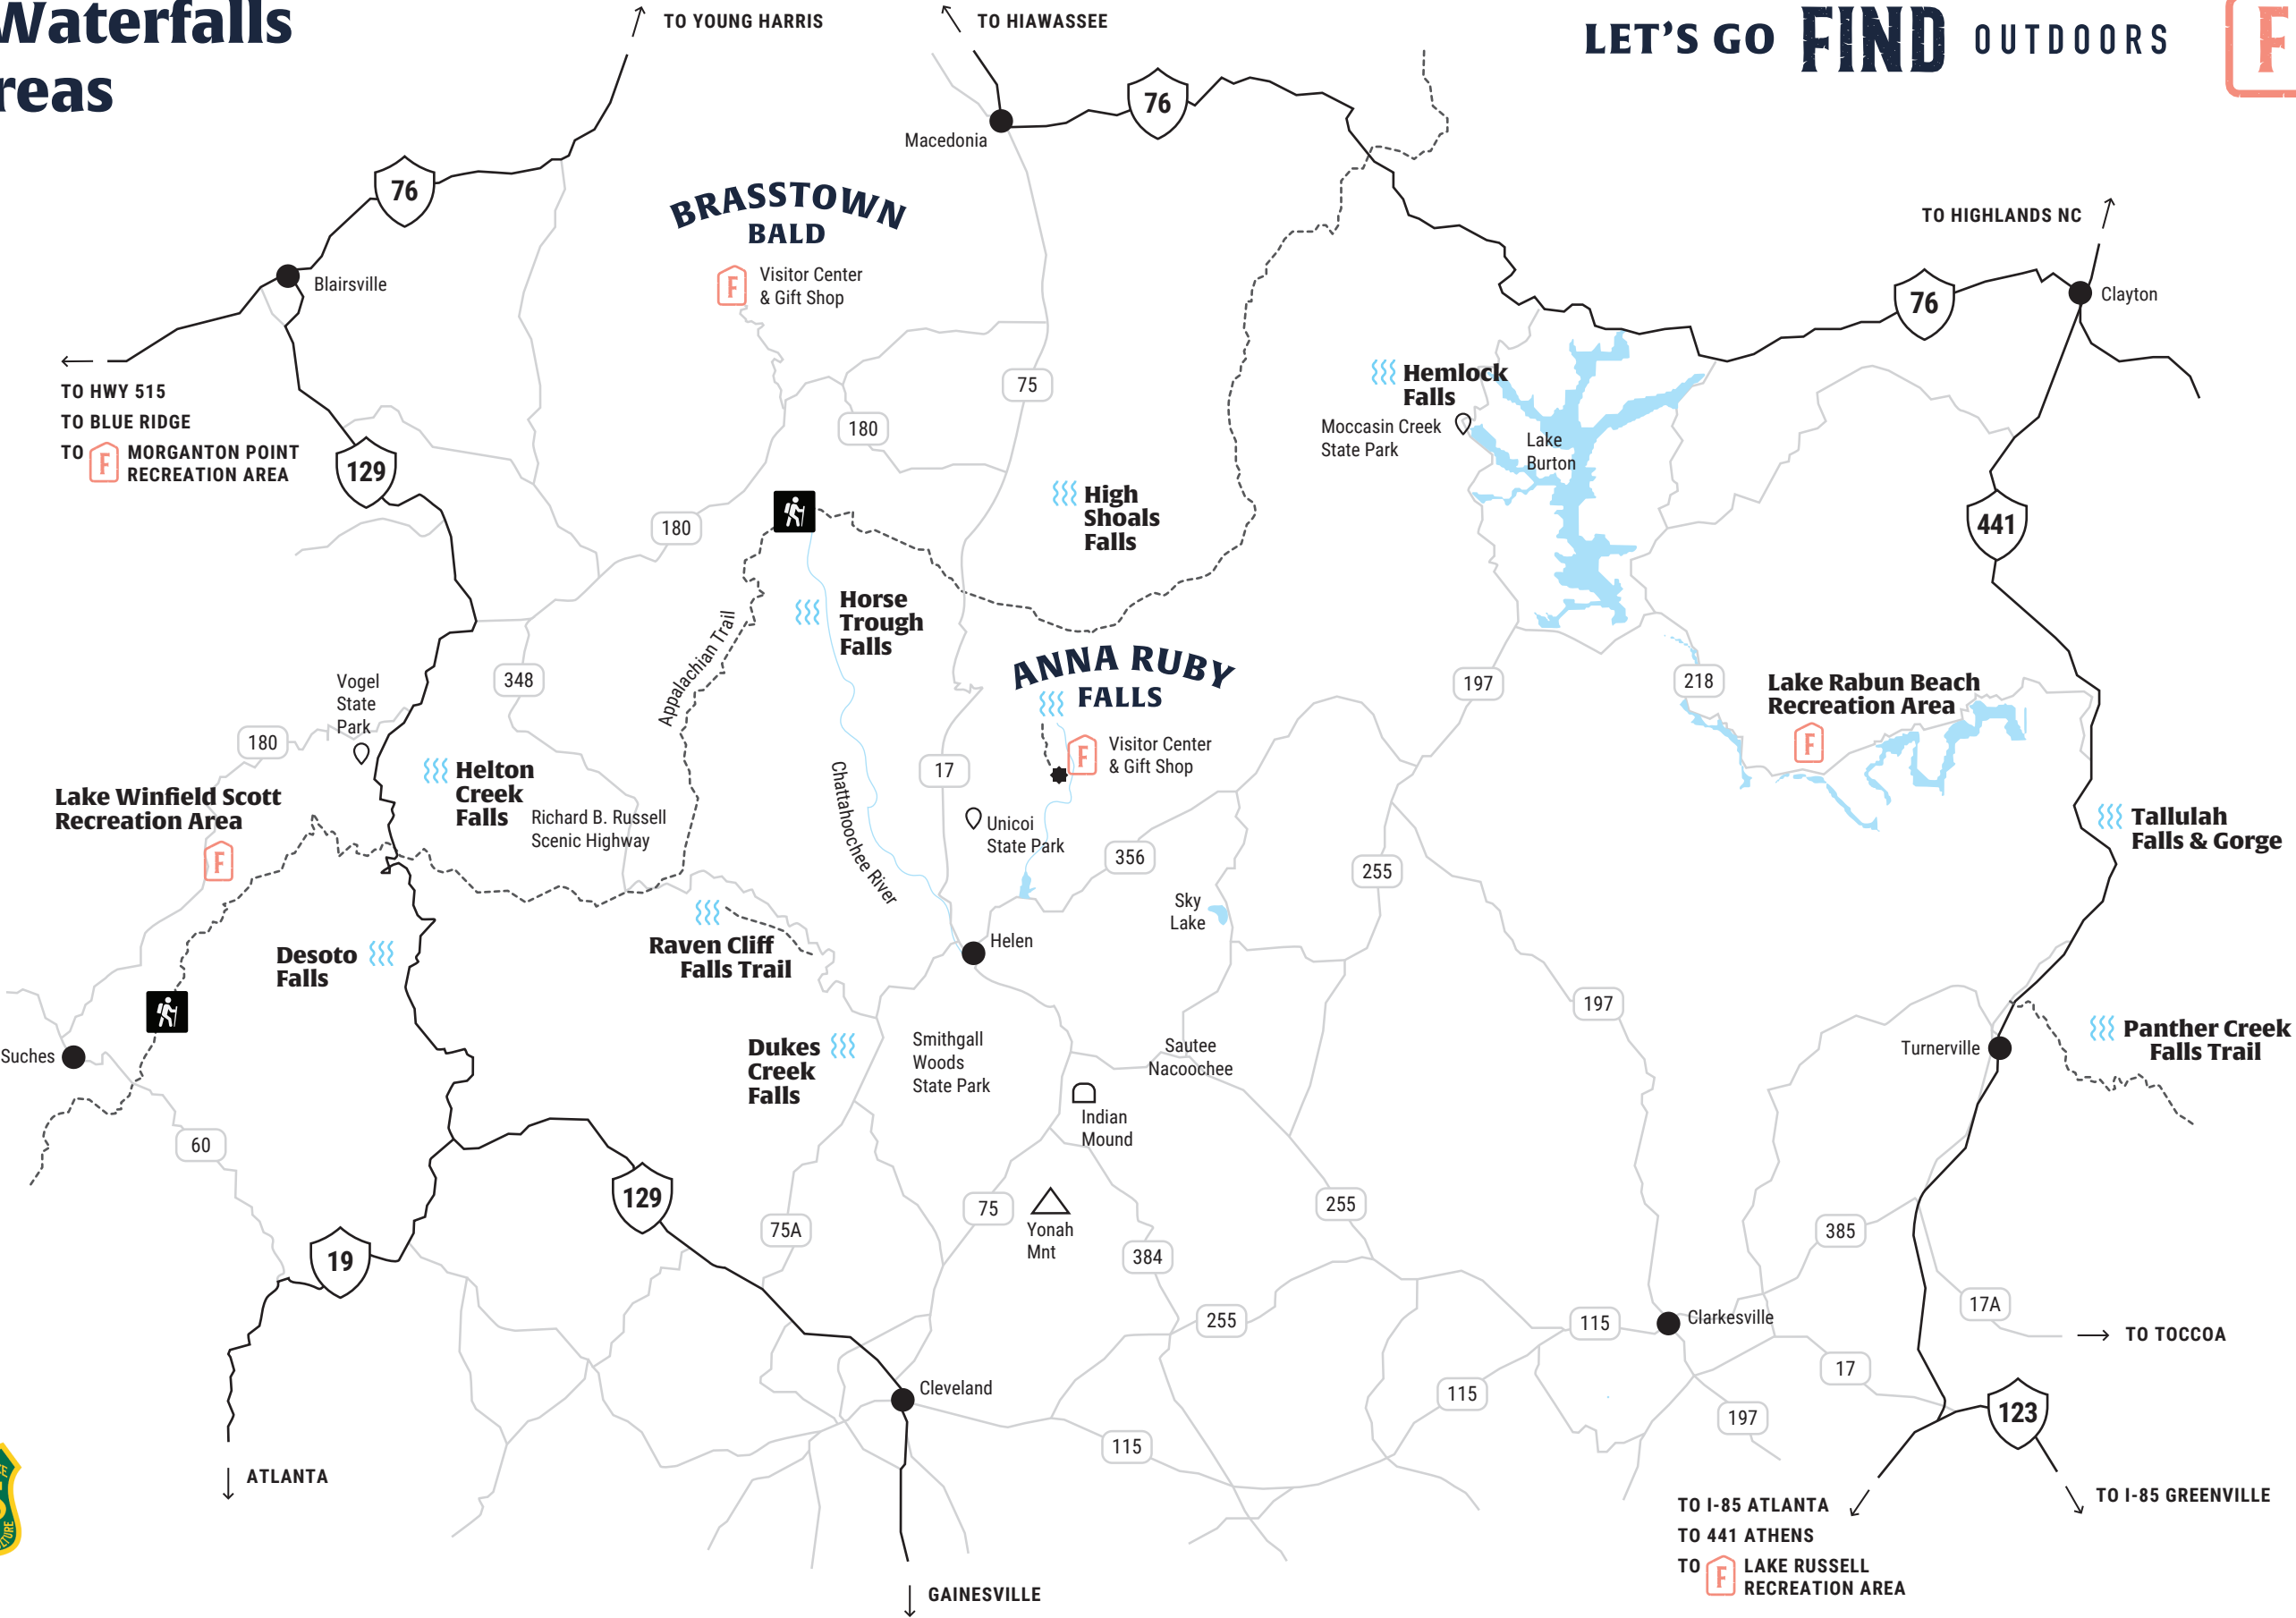 Waterfalls
reas
LET'S GO FIND OUTDOORS
F
TO YOUNG HARRIS
TO HIAWASSEE
76
Macedonia
76
BRASSTOWN
BALD
F
Visitor Center
& Gift Shop
TO HIGHLANDS NC
Blairsville
76
Clayton
TO HWY 515
TO BLUE RIDGE
TO F MORGANTON POINT
RECREATION AREA
129
75
180
180
Hemlock
Falls
Moccasin Creek
State Park
Lake
Burton
High
Shoals
Falls
441
Horse
Trough
Falls
Appalachian Trail
ANNA RUBY
FALLS
F
Visitor Center
& Gift Shop
348
197
218
Lake Rabun Beach
Recreation Area
F
Vogel
State
Park
180
Helton
Creek
Falls
Richard B. Russell
Scenic Highway
Chattahoochee River
17
Unicoi
State Park
356
255
Tallulah
Falls & Gorge
Lake Winfield Scott
Recreation Area
F
Sky
Lake
Desoto
Falls
Raven Cliff
Falls Trail
Helen
197
Suches
Dukes
Creek
Falls
Smithgall
Woods
State Park
Sautee
Nacoochee
Turnerville
Panther Creek
Falls Trail
Indian
Mound
60
129
75A
75
Yonah
Mnt
384
255
385
19
255
115
Clarkesville
17A
TO TOCCOA
17
Cleveland
115
197
123
115
ATLANTA
TO I-85 ATLANTA
TO 441 ATHENS
TO F LAKE RUSSELL
RECREATION AREA
TO I-85 GREENVILLE
GAINESVILLE